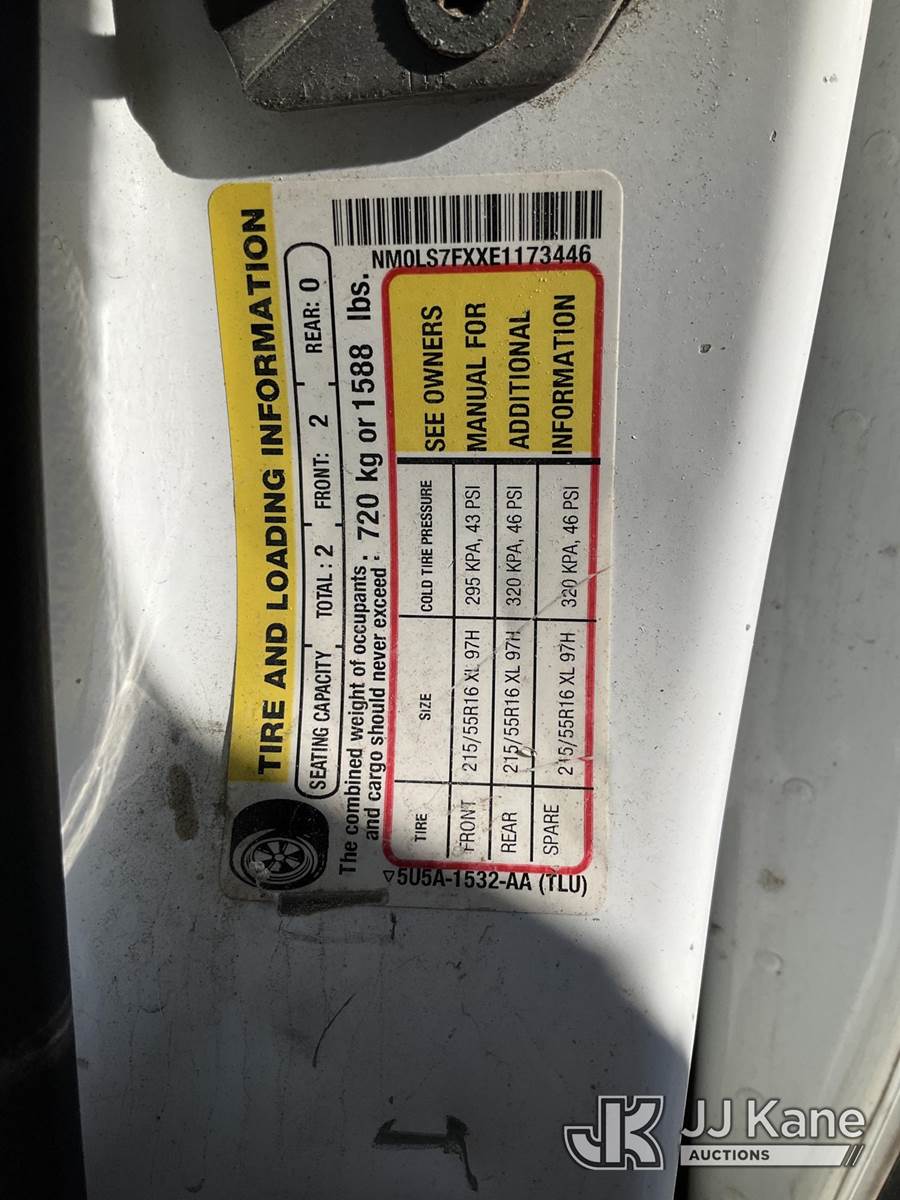 TIRE AND LOADING INFORMATION
SEATING CAPACITY TOTAL : 2 FRONT: 2 REAR: 0
The combined weight of occupants : 720 kg or 1588 lbs.
and cargo should never exceed :
TIRE SIZE COLD TIRE PRESSURE
FRONT 215/55R16 XL 97H 295 KPA, 43 PSI
REAR 215/55R16 XL 97H 320 KPA, 46 PSI
SPARE 215/55R16 XL 97H 320 KPA, 46 PSI
SEE OWNERS
MANUAL FOR
ADDITIONAL
INFORMATION
5U5A-1532-AA (TLU)
NM0LS7FXXE1173446
JK JJ Kane
AUCTIONS